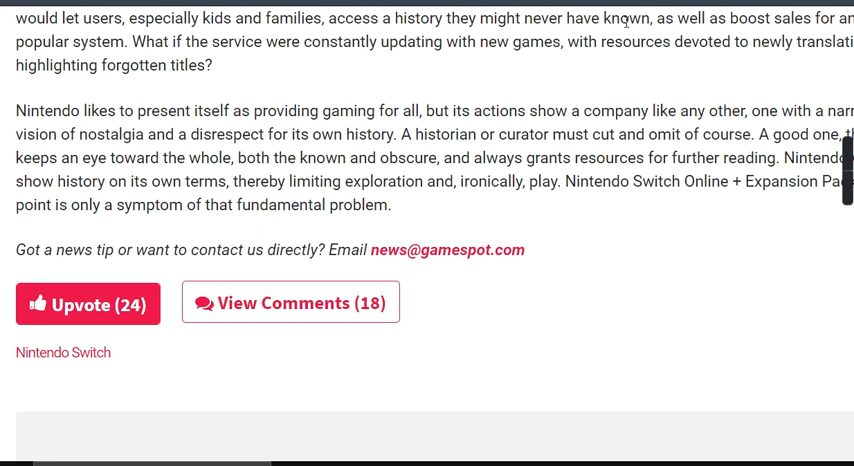 would let users, especially kids and families, access a history they might never have known, as well as boost sales for an
popular system. What if the service were constantly updating with new games, with resources devoted to newly
highlighting forgotten titles?
Nintendo likes to present itself as providing gaming for all, but its actions show a company like any other, one with a
vision of nostalgia and a disrespect for its own history. A historian or curator must cut and omit of course. A good one,
keeps an eye toward the whole, both the known and obscure, and always grants resources for further reading. Nintendo
show history on its own terms, thereby limiting exploration and, ironically, play. Nintendo Switch Online + Expansion
point is only a symptom of that fundamental problem.
Got a news tip or want to contact us directly? Email news@gamespot.com
Upvote (24)
View Comments (18)
Nintendo Switch